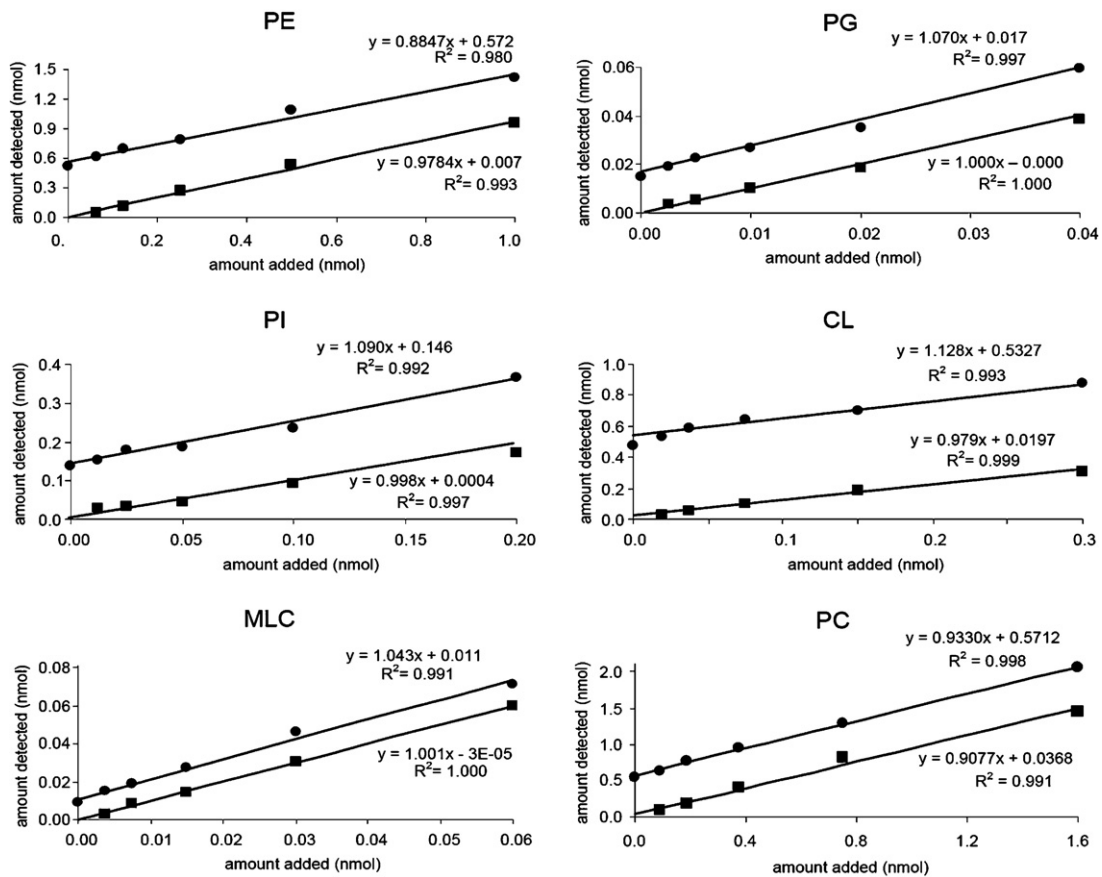 PE
y = 0.8847x + 0.572
R² = 0.980
1.5
1.2
0.9
0.6
0.3
0.0
amount detected (nmol)
y = 0.9784x + 0.007
R² = 0.993
0.
0.2
0.4
0.6
0.8
1.0
amount added (nmol)
PG
y = 1.070x + 0.017
R² = 0.997
0.06
0.04
0.02
0.00
amount detected (nmol)
y = 1.000x – 0.000
R² = 1.000
0.00
0.01
0.02
0.03
0.04
amount added (nmol)
PI
y = 1.090x + 0.146
R² = 0.992
0.4
0.3
0.2
0.1
0.0
amount detected (nmol)
y = 0.998x + 0.0004
R² = 0.997
0.00
0.05
0.10
0.15
0.20
amount added (nmol)
CL
y = 1.128x + 0.5327
R² = 0.993
1.0
0.8
0.6
0.4
0.2
0.0
amount detected (nmol)
y = 0.979x + 0.0197
R² = 0.999
0.0
0.1
0.2
0.3
amount added (nmol)
MLC
y = 1.043x + 0.011
R² = 0.991
0.08
0.06
0.04
0.02
0.00
amount detected (nmol)
y = 1.001x - 3E-05
R² = 1.000
0.00
0.01
0.02
0.03
0.04
0.05
0.06
amount added (nmol)
PC
y = 0.9330x + 0.5712
R² = 0.998
2.0
1.5
1.0
0.5
0.0
amount detected (nmol)
y = 0.9077x + 0.0368
R² = 0.991
0.0
0.4
0.8
1.2
1.6
amount added (nmol)